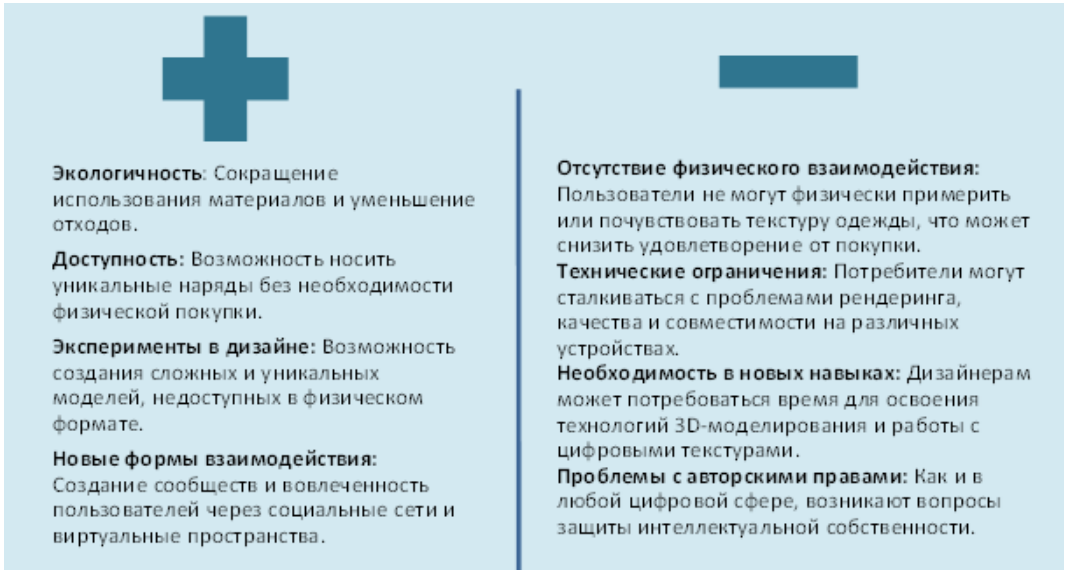 Экологичность: Сокращение
использования материалов и уменьшение
отходов.
Доступность: Возможность носить
уникальные наряды без необходимости
физической покупки.
Эксперименты в дизайне: Возможность
создания сложных и уникальных
моделей, недоступных в физическом
формате.
Новые формы взаимодействия:
Создание сообществ и вовлеченность
пользователей через социальные сети и
виртуальные пространства.
Отсутствие физического взаимодействия:
Пользователи не могут физически примерить
или почувствовать текстуру одежды, что может
снизить удовлетворение от покупки.
Технические ограничения: Потребители могут
сталкиваться с проблемами рендеринга,
качества и совместимости на различных
устройствах.
Необходимость в новых навыках: Дизайнерам
может потребоваться время для освоения
технологий 3D-моделирования и работы с
цифровыми текстурами.
Проблемы с авторскими правами: Как и в
любой цифровой сфере, возникают вопросы
защиты интеллектуальной собственности.